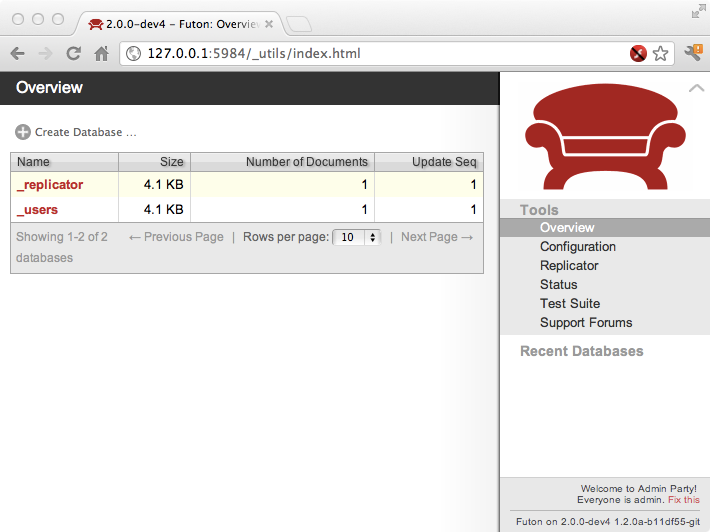 2.0.0-dev4 - Futon: Overview
127.0.0.1:5984/_utils/index.html
Overview
Create Database ...
Name Size Number of Documents Update Seq
_replicator 4.1 KB 1 1
_users 4.1 KB 1 1
Showing 1-2 of 2 databases
← Previous Page | Rows per page: 10 | Next Page →
Tools
Overview
Configuration
Replicator
Status
Test Suite
Support Forums
Recent Databases
Welcome to Admin Party!
Everyone is admin. Fix this
Futon on 2.0.0-dev4 1.2.0a-b11df55-git